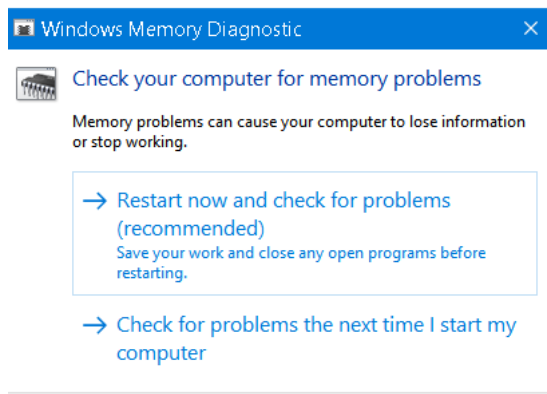 Windows Memory Diagnostic
Check your computer for memory problems
Memory problems can cause your computer to lose information
or stop working.
Restart now and check for problems
(recommended)
Save your work and close any open programs before
restarting.
Check for problems the next time I start my
computer